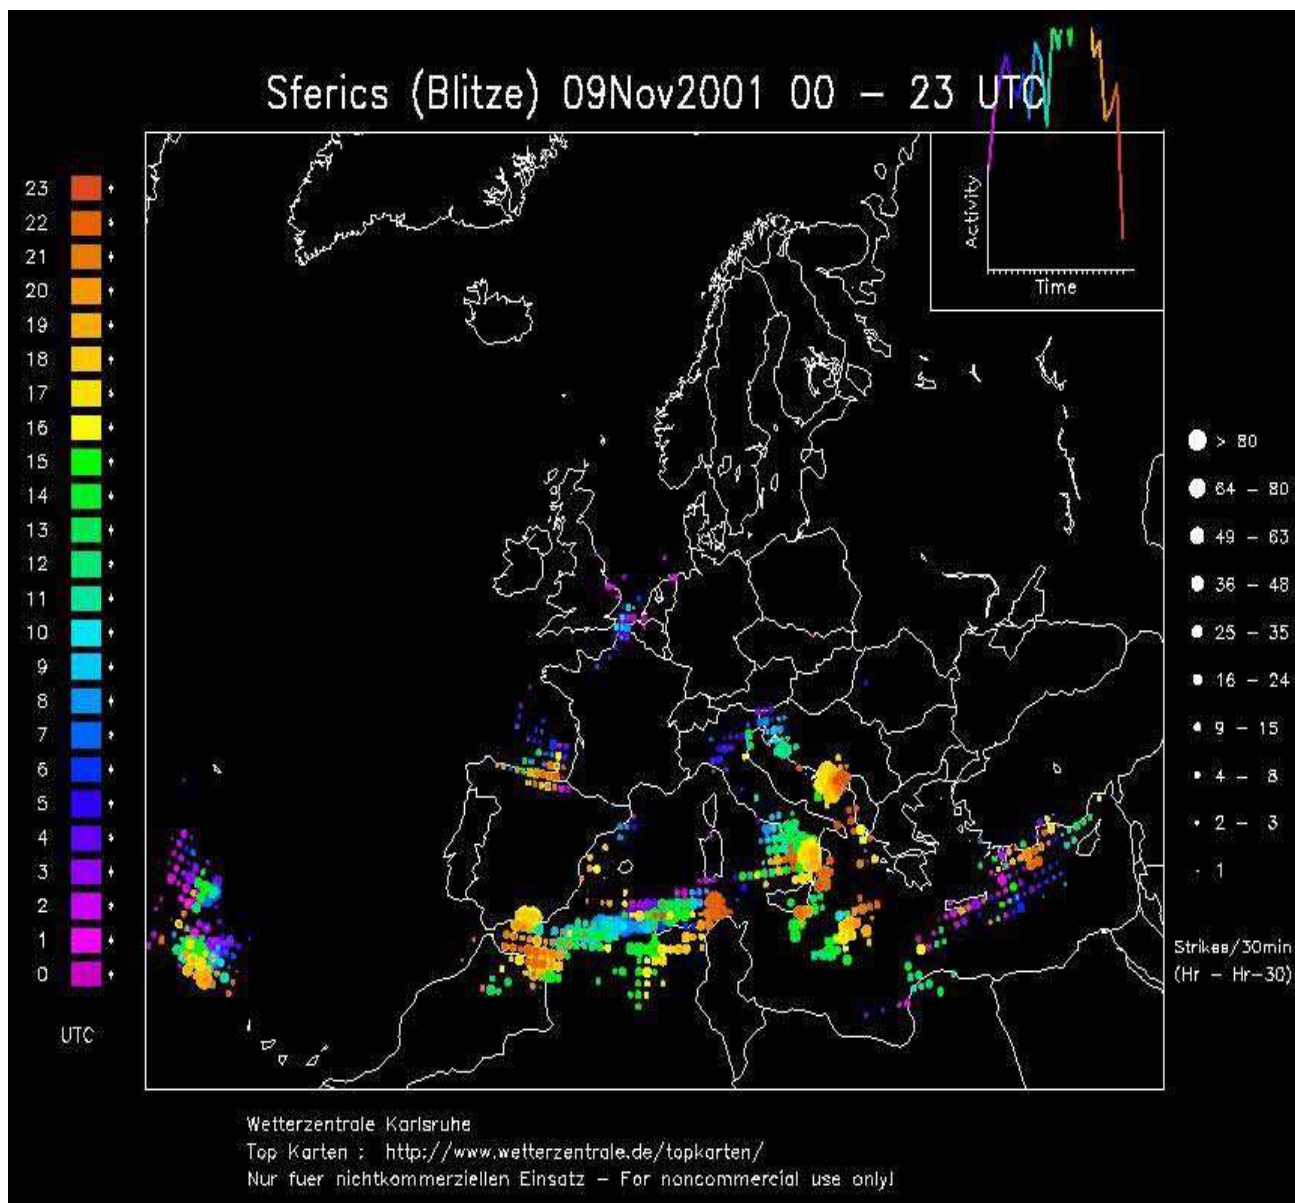 Sferics (Blitze) 09Nov2001 00 – 23 UTC
Activity
Time
23
22
21
20
19
18
17
16
15
14
13
12
11
10
9
8
7
6
5
4
3
2
1
0
UTC
> 80
64 – 80
49 – 63
36 – 48
25 – 35
16 – 24
9 – 15
4 – 8
2 – 3
1
Strikes/30min
(Hr – Hr-30)
Wetterzentrale Karlsruhe
Top Karten : http://www.wetterzentrale.de/topkarten/
Nur fuer nichtkommerziellen Einsatz – For noncommercial use only!